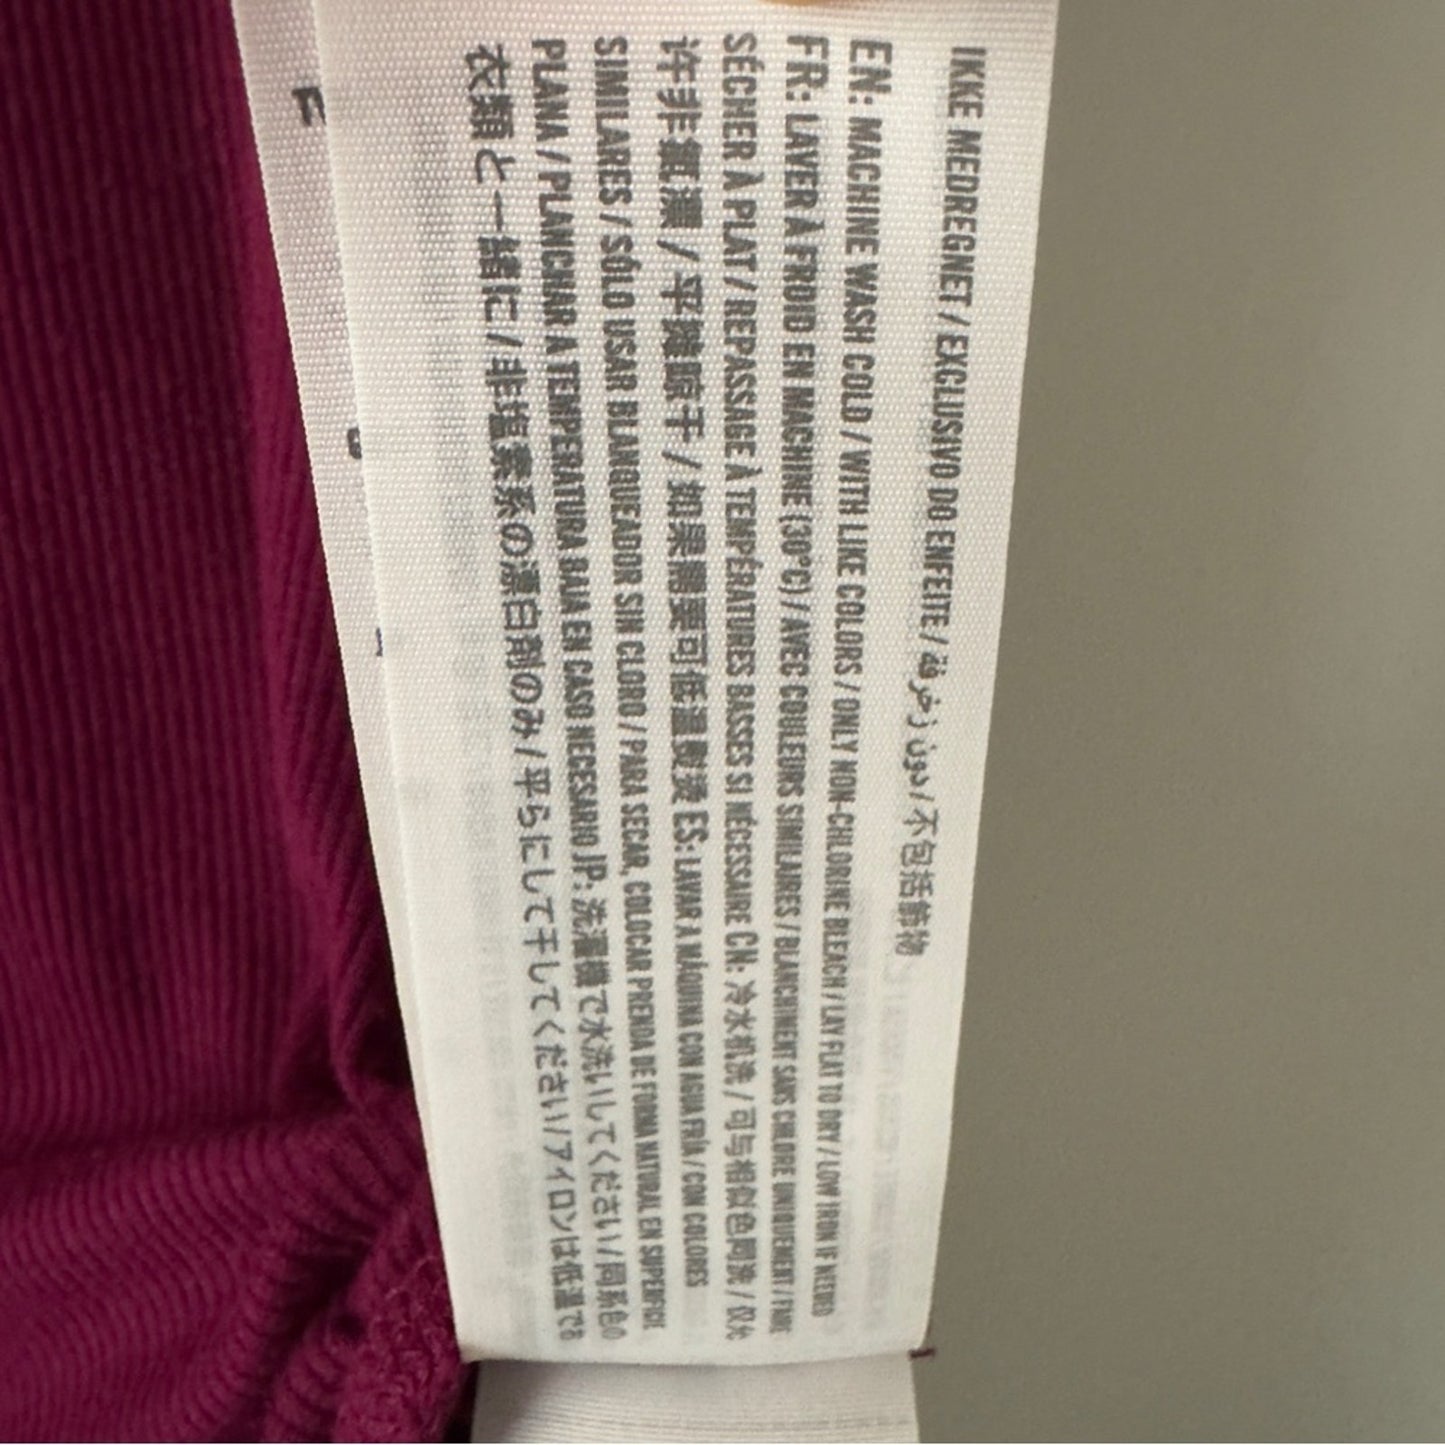 IKKE MEDREGNET / EXCLUSIVO DO ENFEITE / دون زخرفة / 不包括飾物
EN: MACHINE WASH COLD / WITH LIKE COLORS / ONLY NON-CHLORINE BLEACH / LAY FLAT TO DRY / LOW IRON IF NEEDED
FR: LAVER À FROID EN MACHINE (30°C) / AVEC COULEURS SIMILAIRES / BLANCHIMENT SANS CHLORE UNIQUEMENT / FAIRE
SÉCHER À PLAT / REPASSAGE À TEMPÉRATURES BASSES SI NÉCESSAIRE CN: 冷水机洗 / 可与相似色同洗 / 仅允
许非氯漂 / 平摊晾干 / 如果需要可低温熨烫 ES: LAVAR A MÁQUINA CON AGUA FRÍA / CON COLORES
SIMILARES / SÓLO USAR BLANQUEADOR SIN CLORO / PARA SECAR, COLOCAR PRENDA DE FORMA NATURAL EN SUPERFICIE
PLANA / PLANCHAR A TEMPERATURA BAJA EN CASO NECESARIO JP: 洗濯機で水洗いしてください / 同系色の
衣類と一緒に / 非塩素系の漂白剤のみ / 平らにして干してください / アイロンは低温で